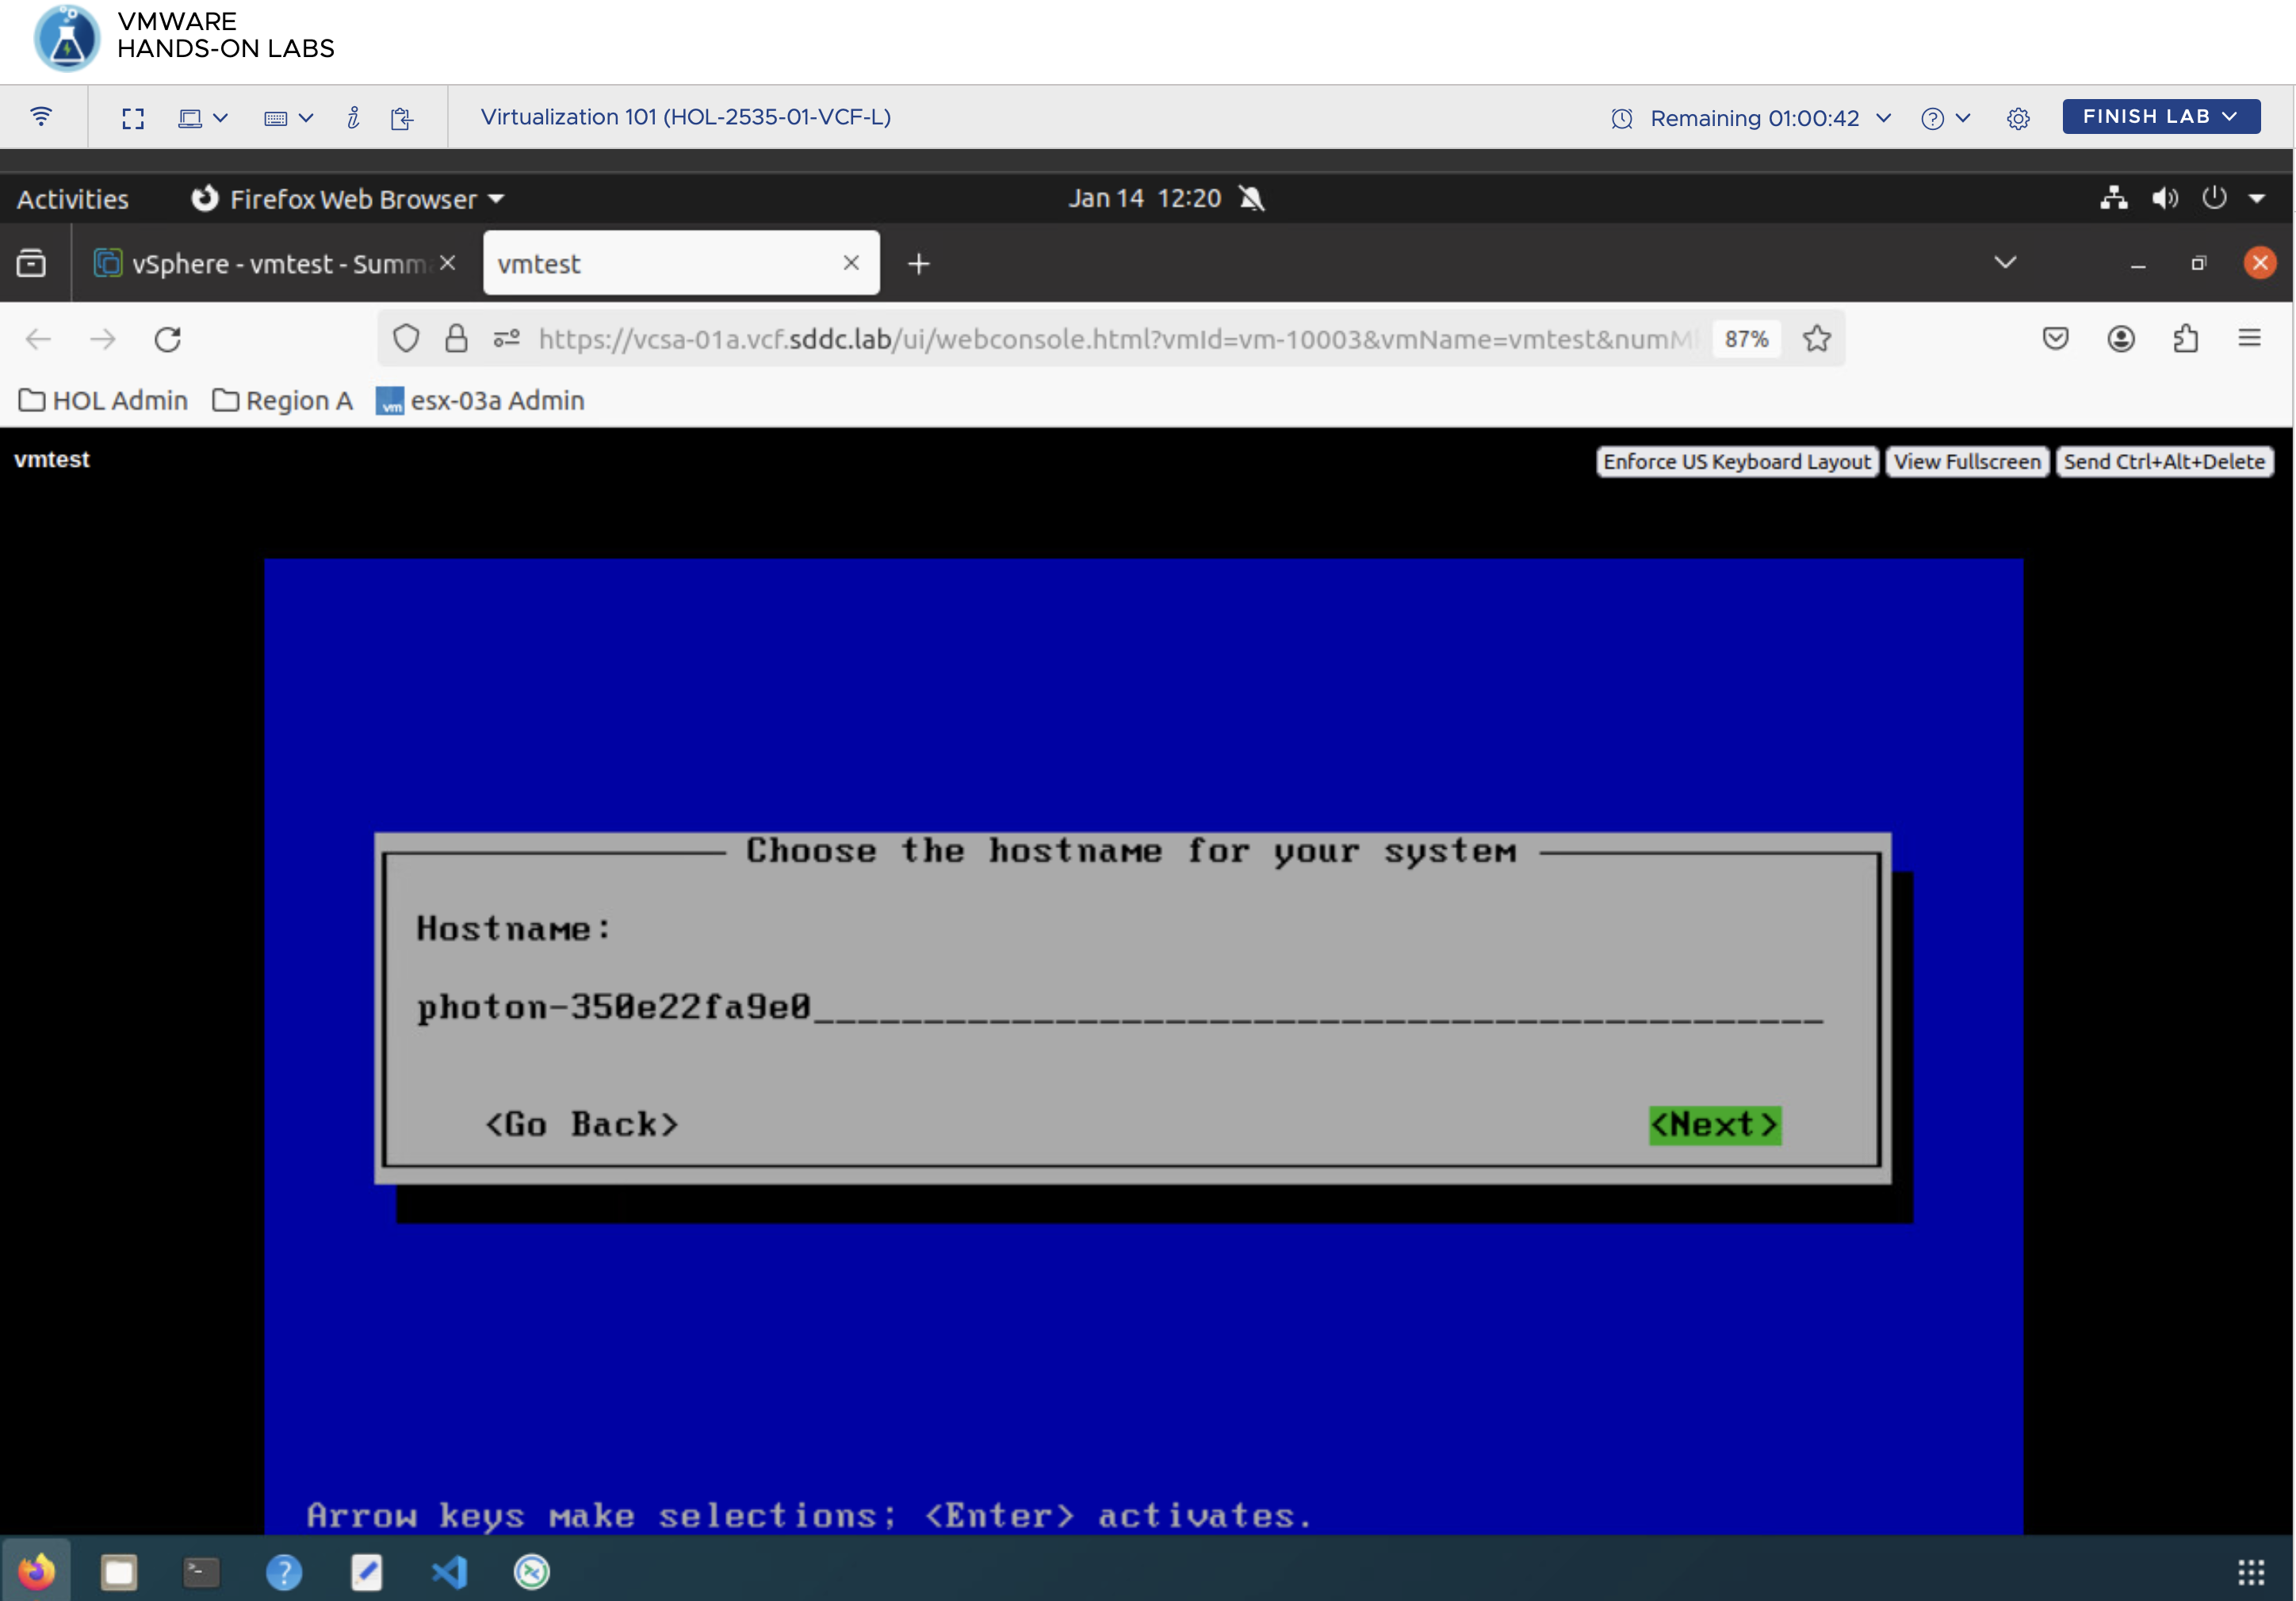 VMWARE
HANDS-ON LABS
Virtualization 101 (HOL-2535-01-VCF-L)
Remaining 01:00:42
FINISH LAB
Activities
Firefox Web Browser
Jan 14 12:20
vSphere - vmtest - Summ
vmtest
https://vcsa-01a.vcf.sddc.lab/ui/webconsole.html?vmId=vm-10003&vmName=vmtest&numM
87%
HOL Admin
Region A
vm
esx-03a Admin
vmtest
Enforce US Keyboard Layout
View Fullscreen
Send Ctrl+Alt+Delete
Choose the hostname for your system
Hostname:
photon-350e22fa9e0
<Go Back>
<Next>
Arrow keys make selections; <Enter> activates.